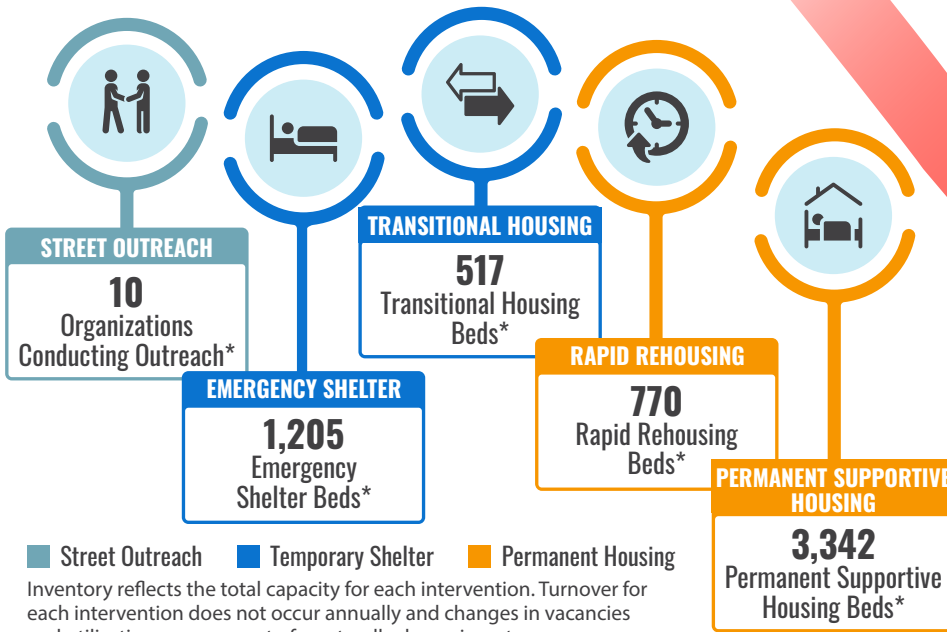 STREET OUTREACH
10
Organizations
Conducting Outreach*
EMERGENCY SHELTER
1,205
Emergency
Shelter Beds*
TRANSITIONAL HOUSING
517
Transitional Housing
Beds*
RAPID REHOUSING
770
Rapid Rehousing
Beds*
PERMANENT SUPPORTIVE
HOUSING
3,342
Permanent Supportive
Housing Beds*
Street Outreach
Temporary Shelter
Permanent Housing
Inventory reflects the total capacity for each intervention. Turnover for
each intervention does not occur annually and changes in vacancies